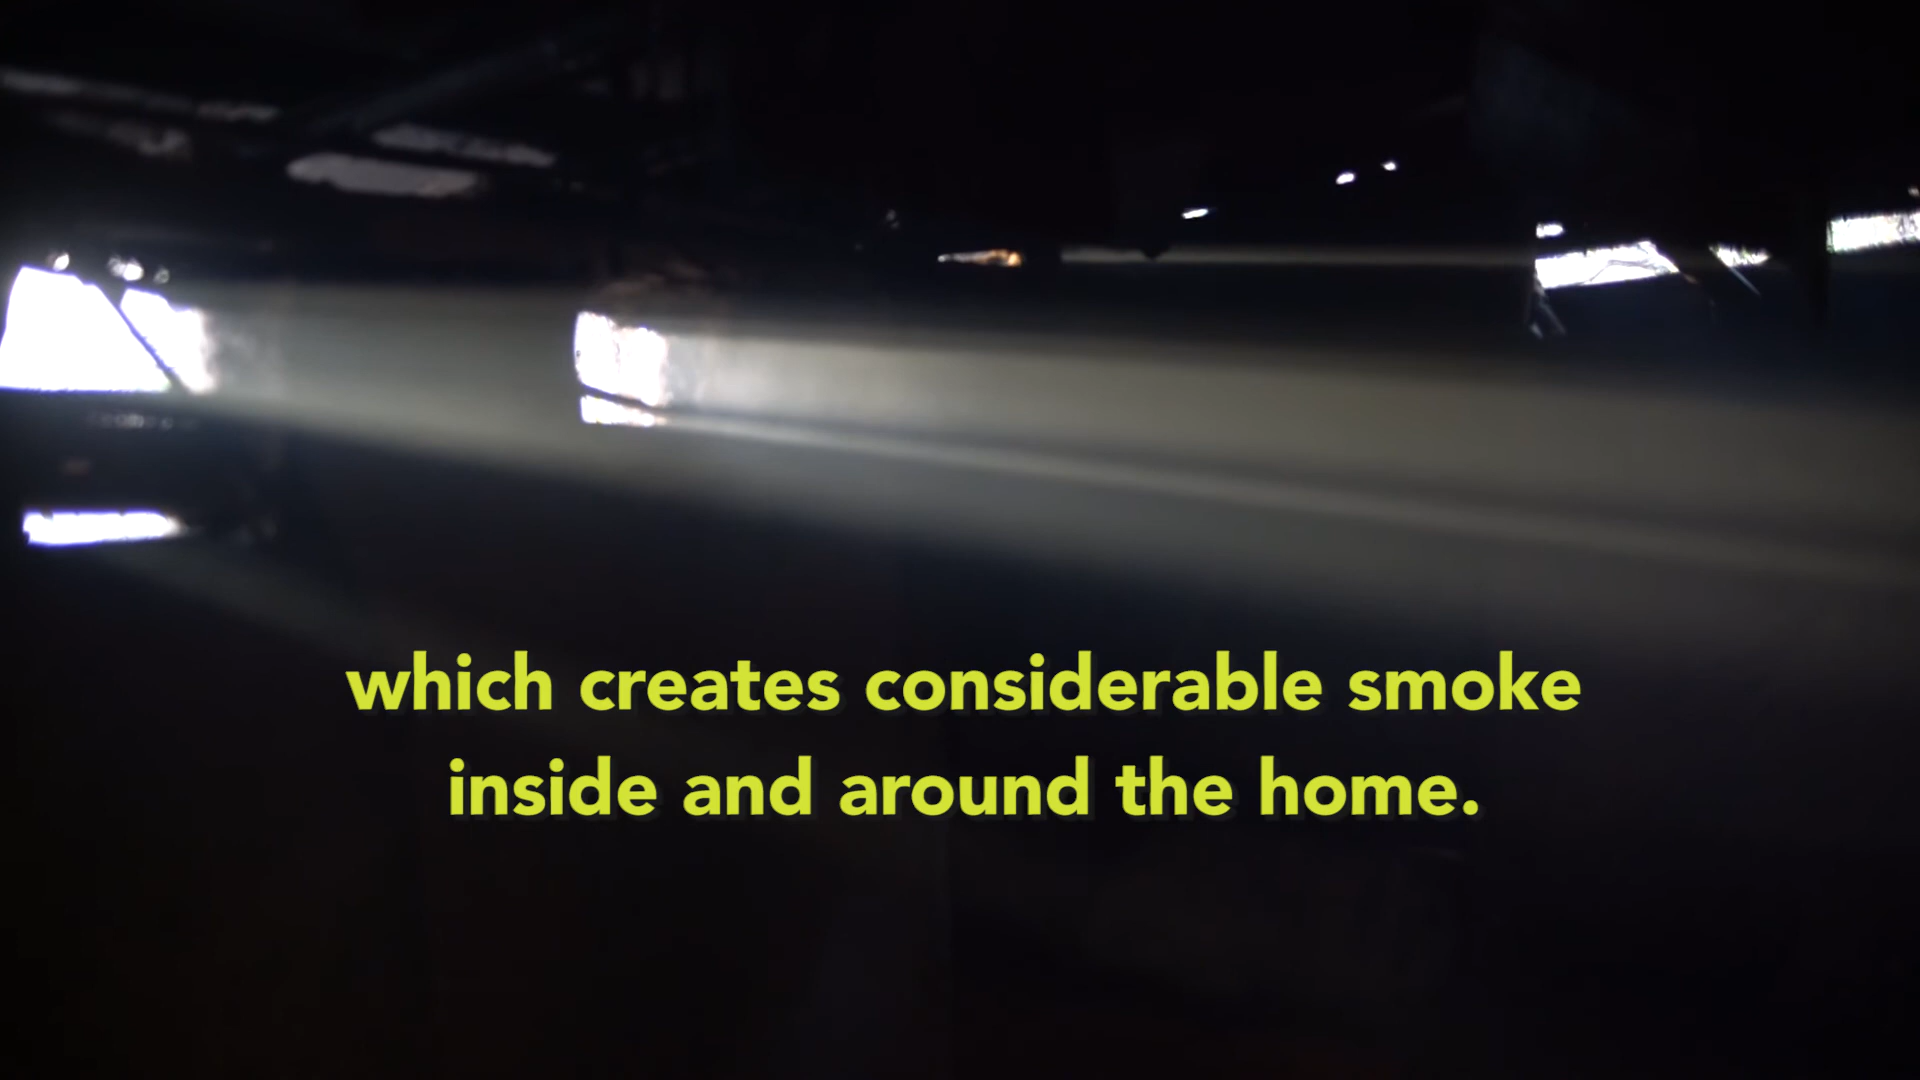 which creates considerable smoke
inside and around the home.